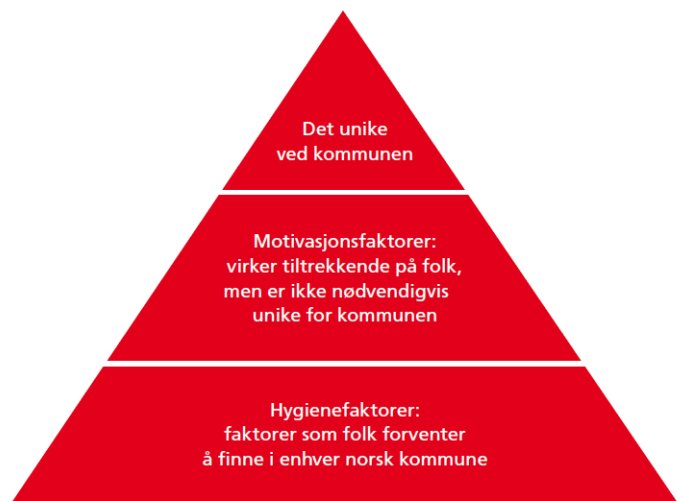 Det unike
ved kommunen
Motivasjonsfaktorer:
virker tiltrekkende på folk,
men er ikke nødvendigvis
unike for kommunen
Hygienefaktorer:
faktorer som folk forventer
å finne i enhver norsk kommune